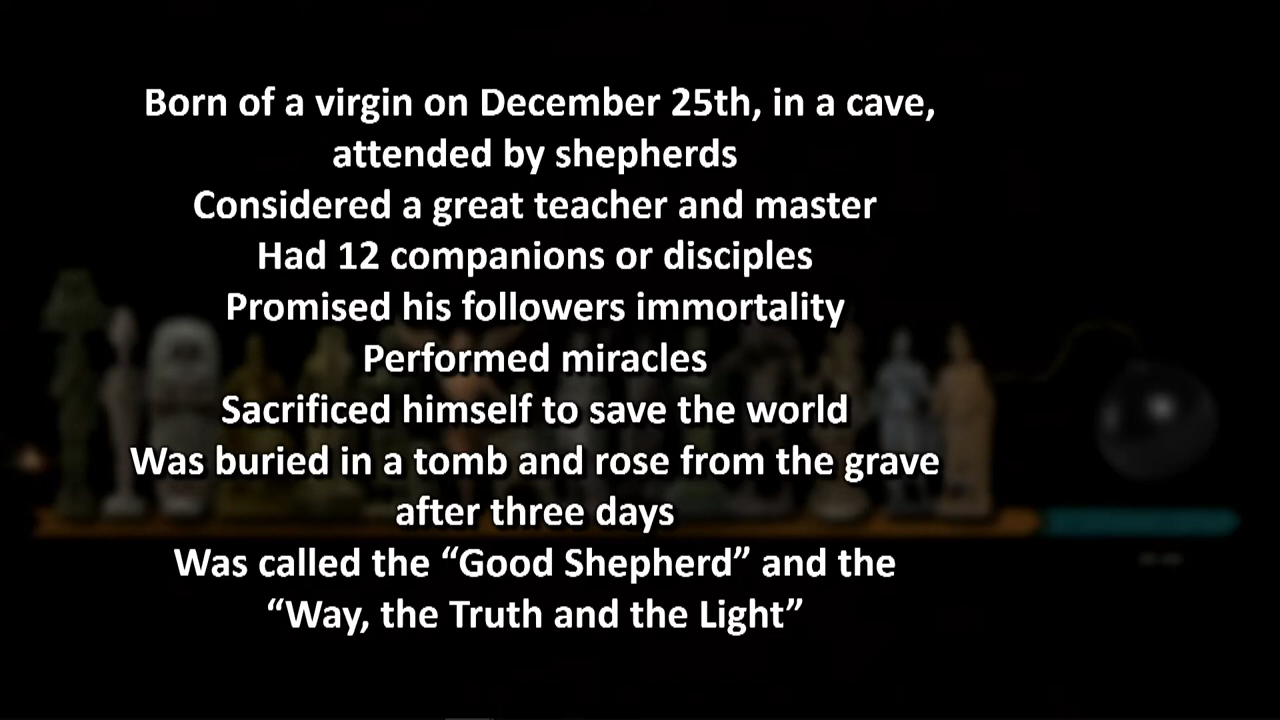 Born of a virgin on December 25th, in a cave,
attended by shepherds
Considered a great teacher and master
Had 12 companions or disciples
Promised his followers immortality
Performed miracles
Sacrificed himself to save the world
Was buried in a tomb and rose from the grave
after three days
Was called the “Good Shepherd” and the
“Way, the Truth and the Light”